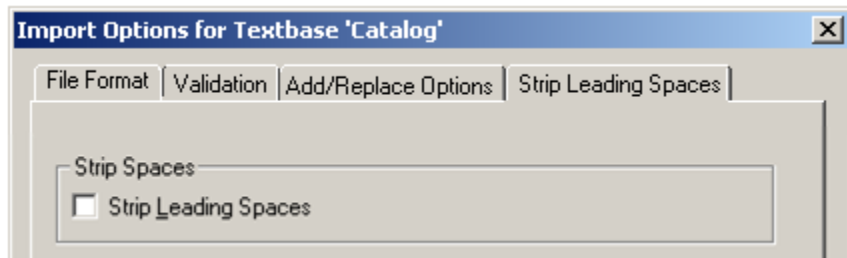 Import Options for Textbase 'Catalog'
File Format Validation Add/Replace Options Strip Leading Spaces
Strip Spaces
Strip Leading Spaces